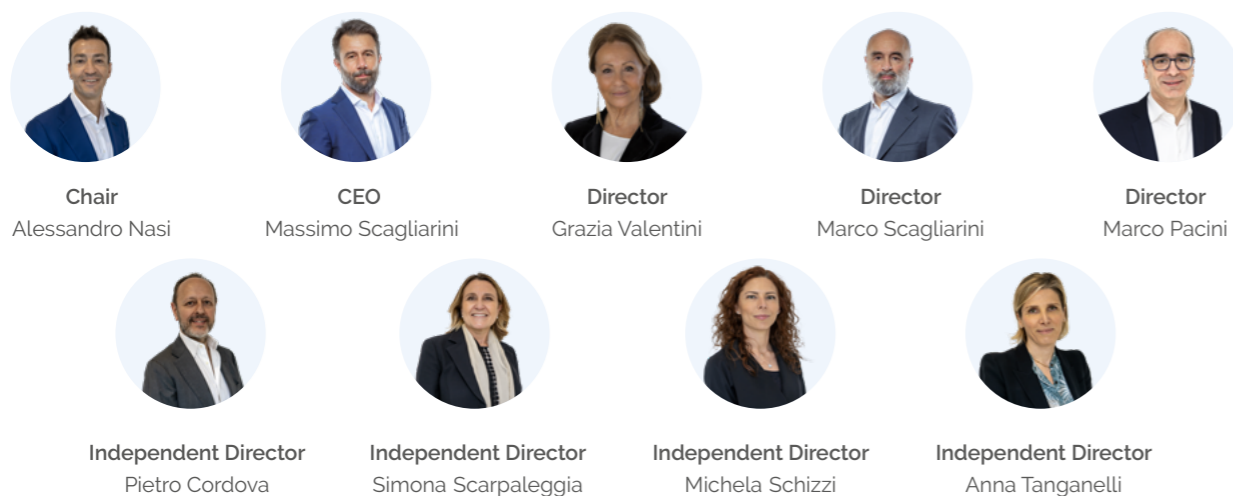 Chair
Alessandro Nasi
CEO
Massimo Scagliarini
Director
Grazia Valentini
Director
Marco Scagliarini
Director
Marco Pacini
Independent Director
Pietro Cordova
Independent Director
Simona Scarpaleggia
Independent Director
Michela Schizzi
Independent Director
Anna Tanganelli